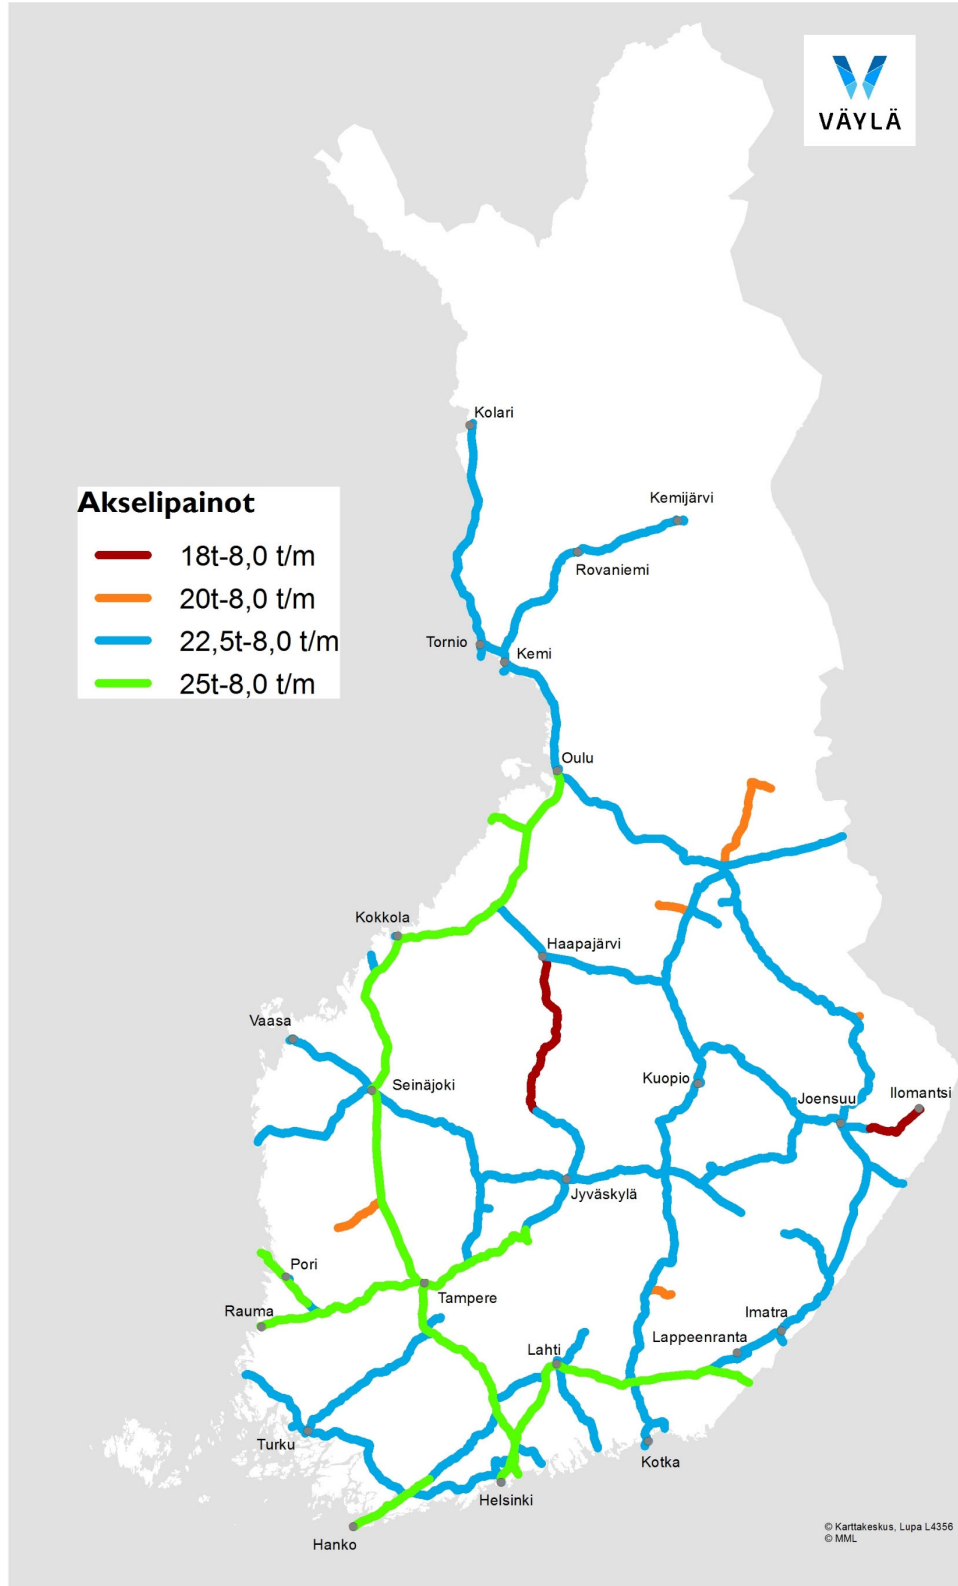 VÄYLÄ
Kolari
Akselipainot
18t-8,0 t/m
20t-8,0 t/m
22,5t-8,0 t/m
25t-8,0 t/m
Kemijärvi
Rovaniemi
Tornio
Kemi
Oulu
Kokkola
Haapajärvi
Vaasa
Seinäjoki
Kuopio
Joensuu
Ilomantsi
Jyväskylä
Pori
Tampere
Rauma
Imatra
Lappeenranta
Lahti
Turku
Kotka
Helsinki
Hanko
© Karttakeskus, Lupa L4356
© MML